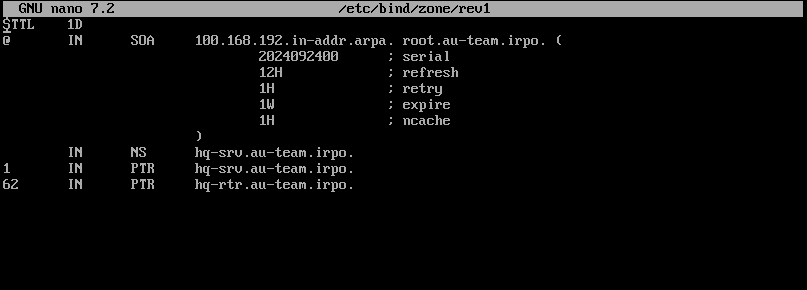 GNU nano 7.2 /etc/bind/zone/rev1
$TTL 1D
@ IN SOA 100.168.192.in-addr.arpa. root.au-team.irpo. (
2024092400 ; serial
12H ; refresh
1H ; retry
1W ; expire
1H ; ncache
)
IN NS hq-srv.au-team.irpo.
1 IN PTR hq-srv.au-team.irpo.
62 IN PTR hq-rtr.au-team.irpo.